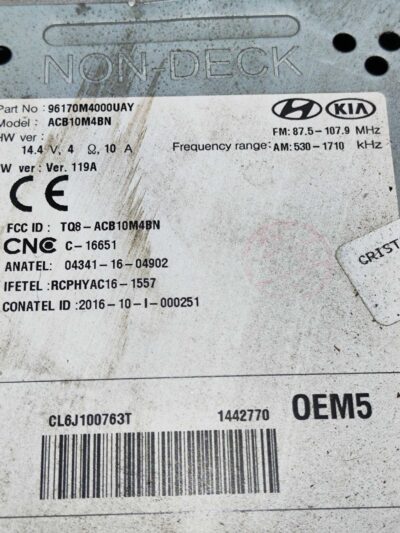 NON-DECK
Part No : 96170M4000UAY
Model : ACB10M4BN
HW ver :
14.4 V, 4 Ω, 10 A
W ver : Ver. 119A
KIA
FM: 87.5-107.9 MHz
Frequency range: AM: 530-1710 kHz
CE
FCC ID : TQ8-ACB10M4BN
CNC C-16651
ANATEL: 04341-16-04902
IFETEL : RCPHYAC16-1557
CONATEL ID :2016-10-I-000251
CRIST
CL6J100763T 1442770 OEM5